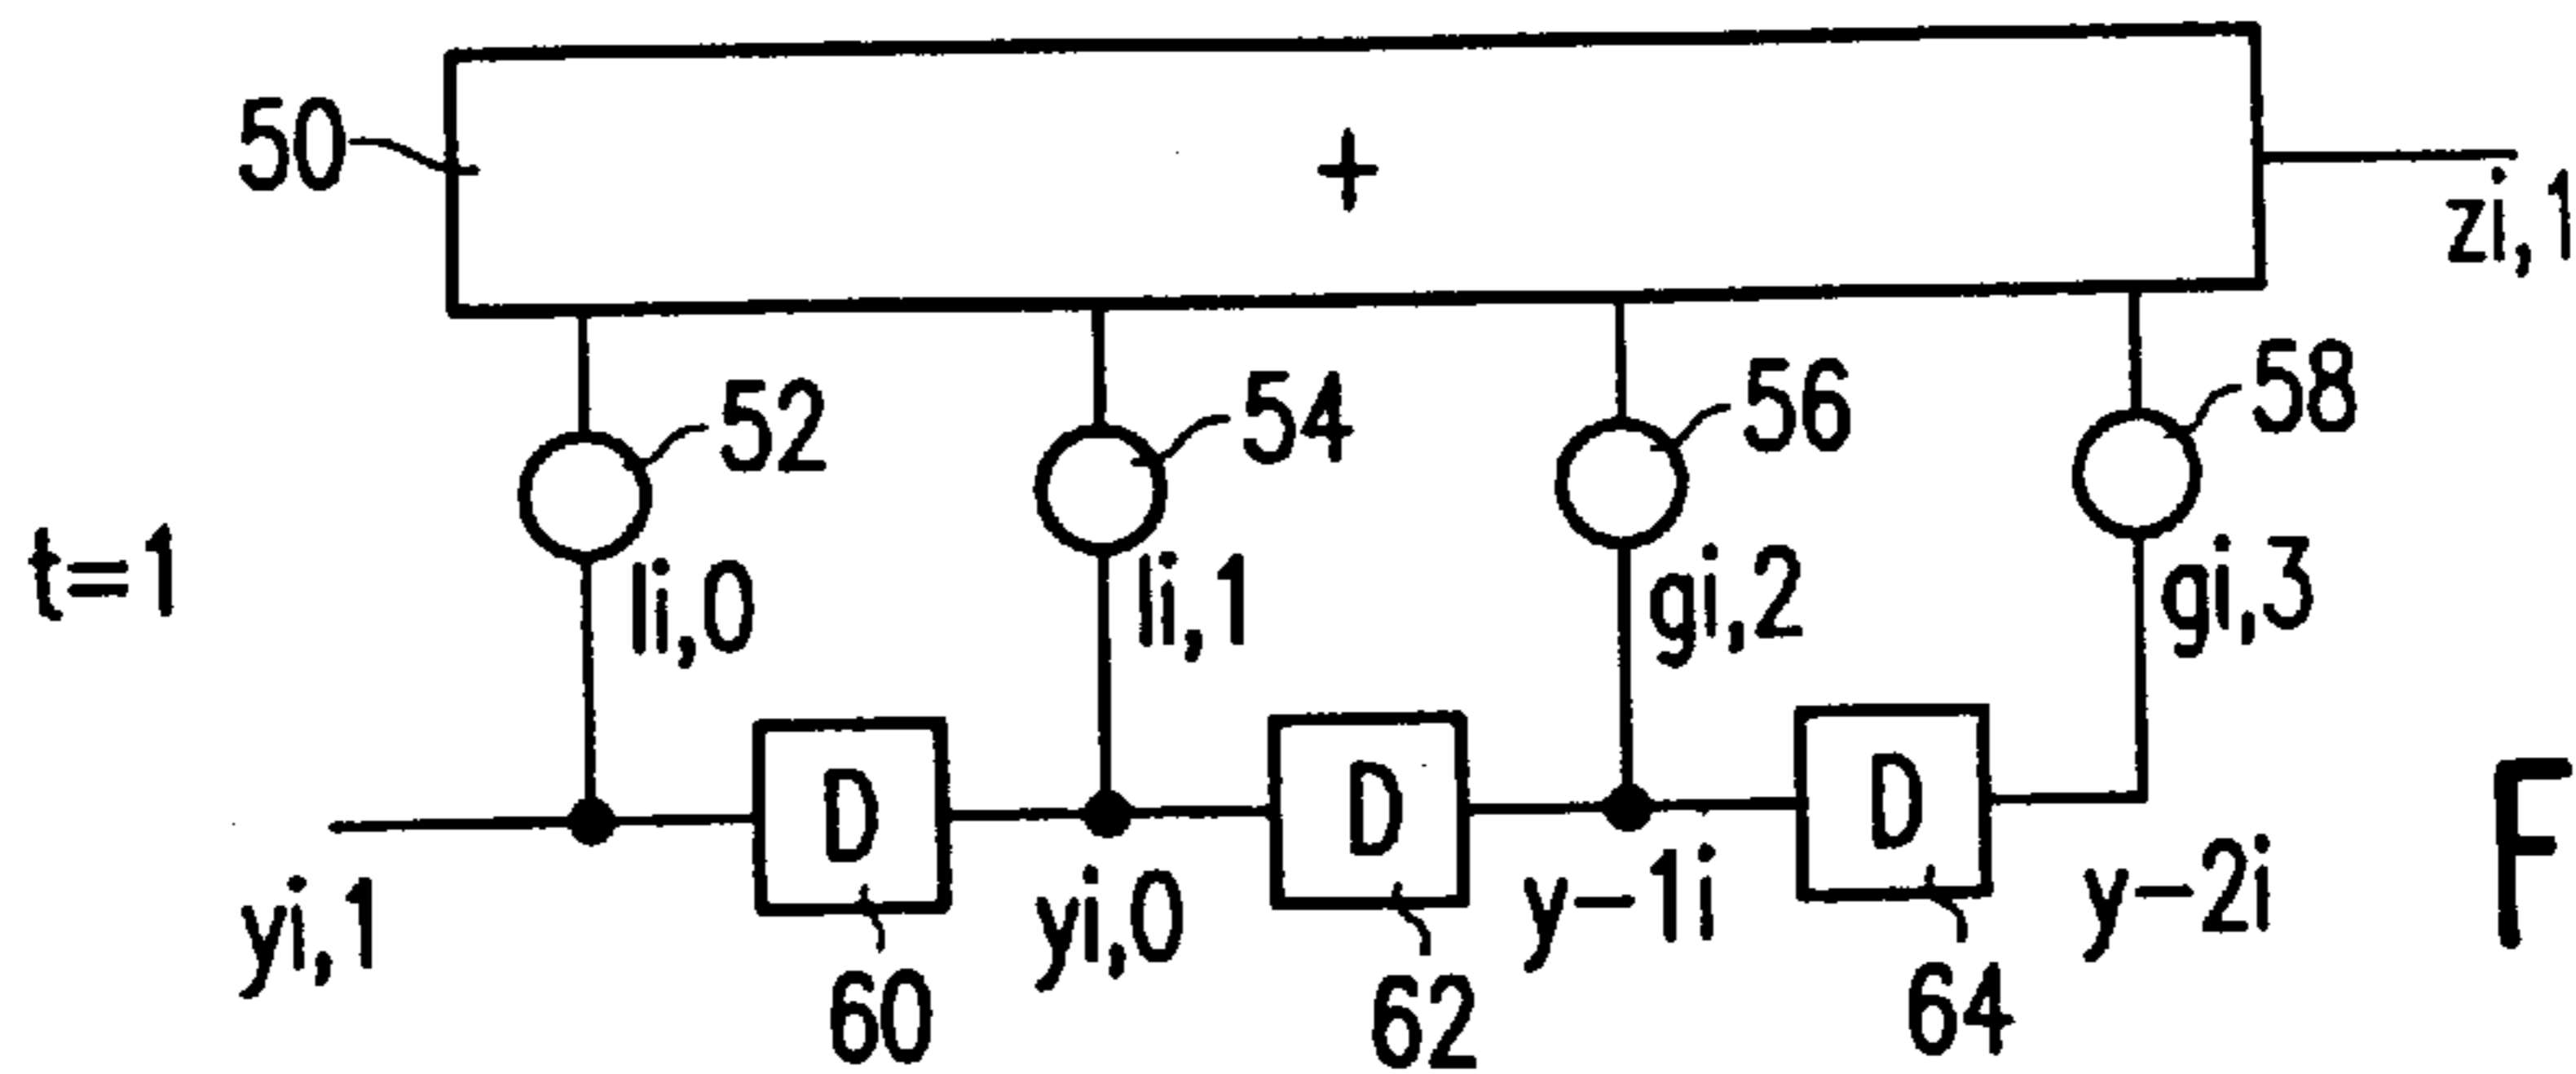 50
+
zi,1
52
54
56
58
t=1
li,0
li,1
gi,2
gi,3
D
D
D
F
yi,1
yi,0
y-1i
y-2i
60
62
64